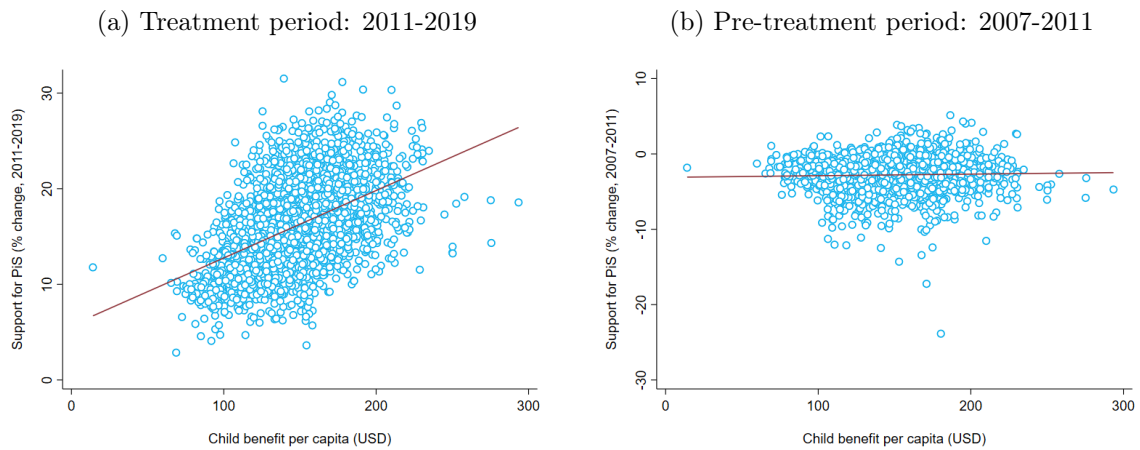 (a) Treatment period: 2011-2019
Support for PiS (% change, 2011-2019)
30
20
10
0
0
100
200
300
Child benefit per capita (USD)
(b) Pre-treatment period: 2007-2011
Support for PiS (% change, 2007-2011)
10
0
-10
-20
-30
0
100
200
300
Child benefit per capita (USD)